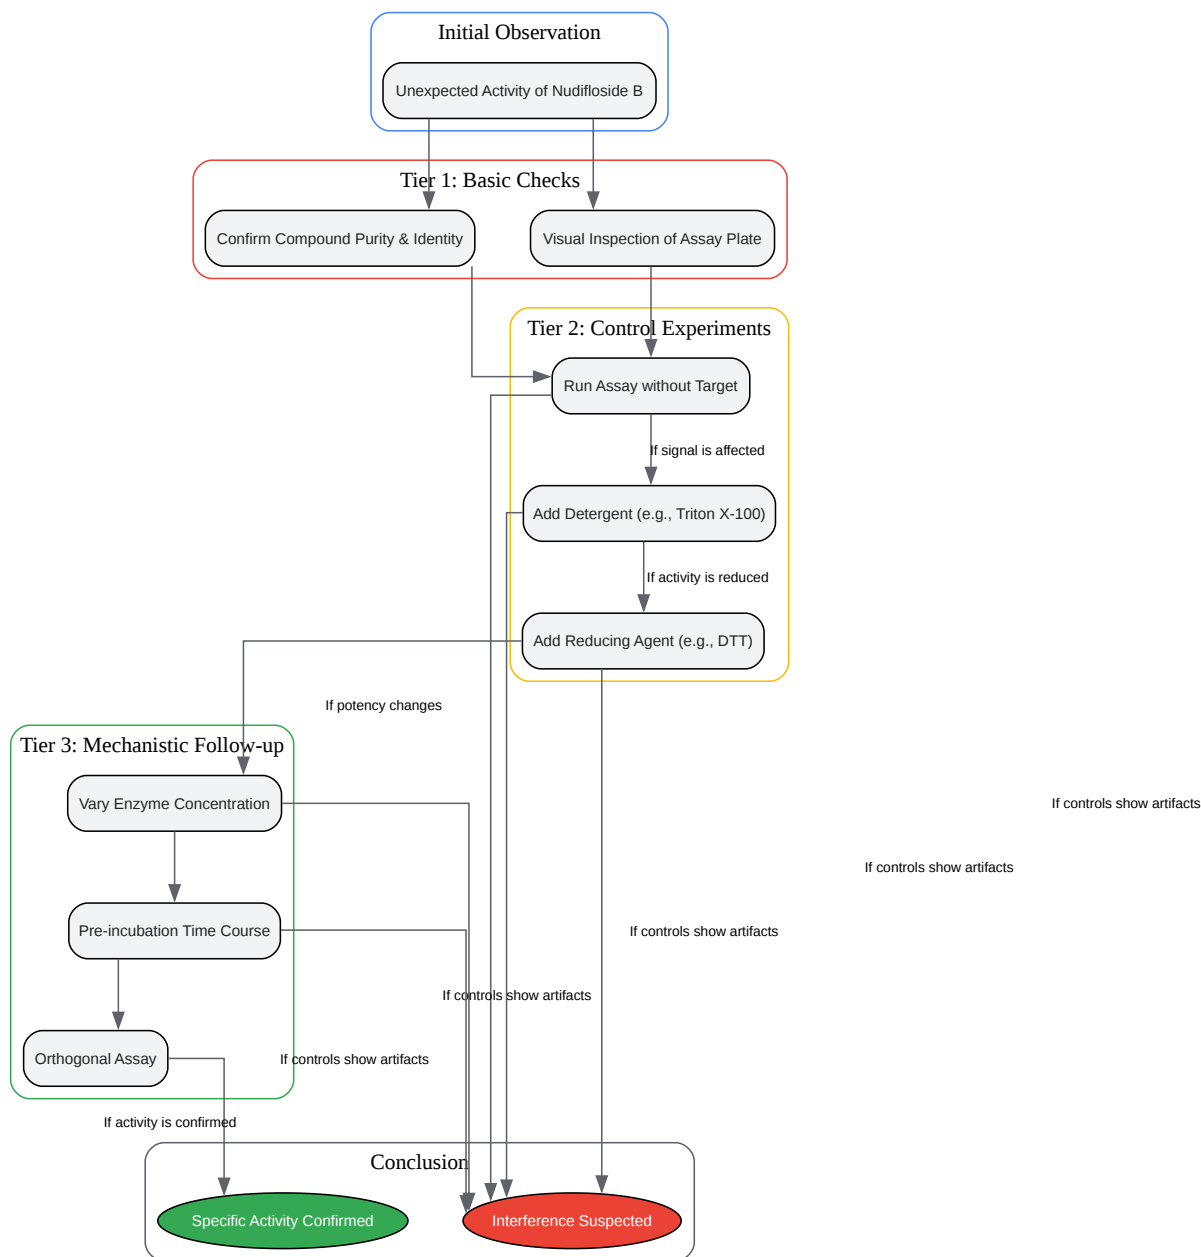 Initial Observation
Unexpected Activity of Nudifloside B
Tier 1: Basic Checks
Confirm Compound Purity & Identity
Visual Inspection of Assay Plate
Tier 2: Control Experiments
Run Assay without Target
If signal is affected
Add Detergent (e.g., Triton X-100)
If activity is reduced
Add Reducing Agent (e.g., DTT)
If potency changes
Tier 3: Mechanistic Follow-up
Vary Enzyme Concentration
If controls show artifacts
If controls show artifacts
Pre-incubation Time Course
If controls show artifacts
If controls show artifacts
Orthogonal Assay
If controls show artifacts
If activity is confirmed
Conclusion
Specific Activity Confirmed
Interference Suspected